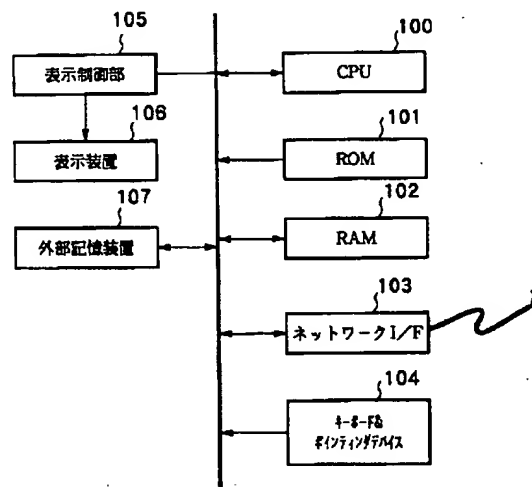 105
表示制御部
106
表示装置
107
外部記憶装置
100
CPU
101
ROM
102
RAM
103
ネットワークI/F
104
キーボード&
ポインティングデバイス